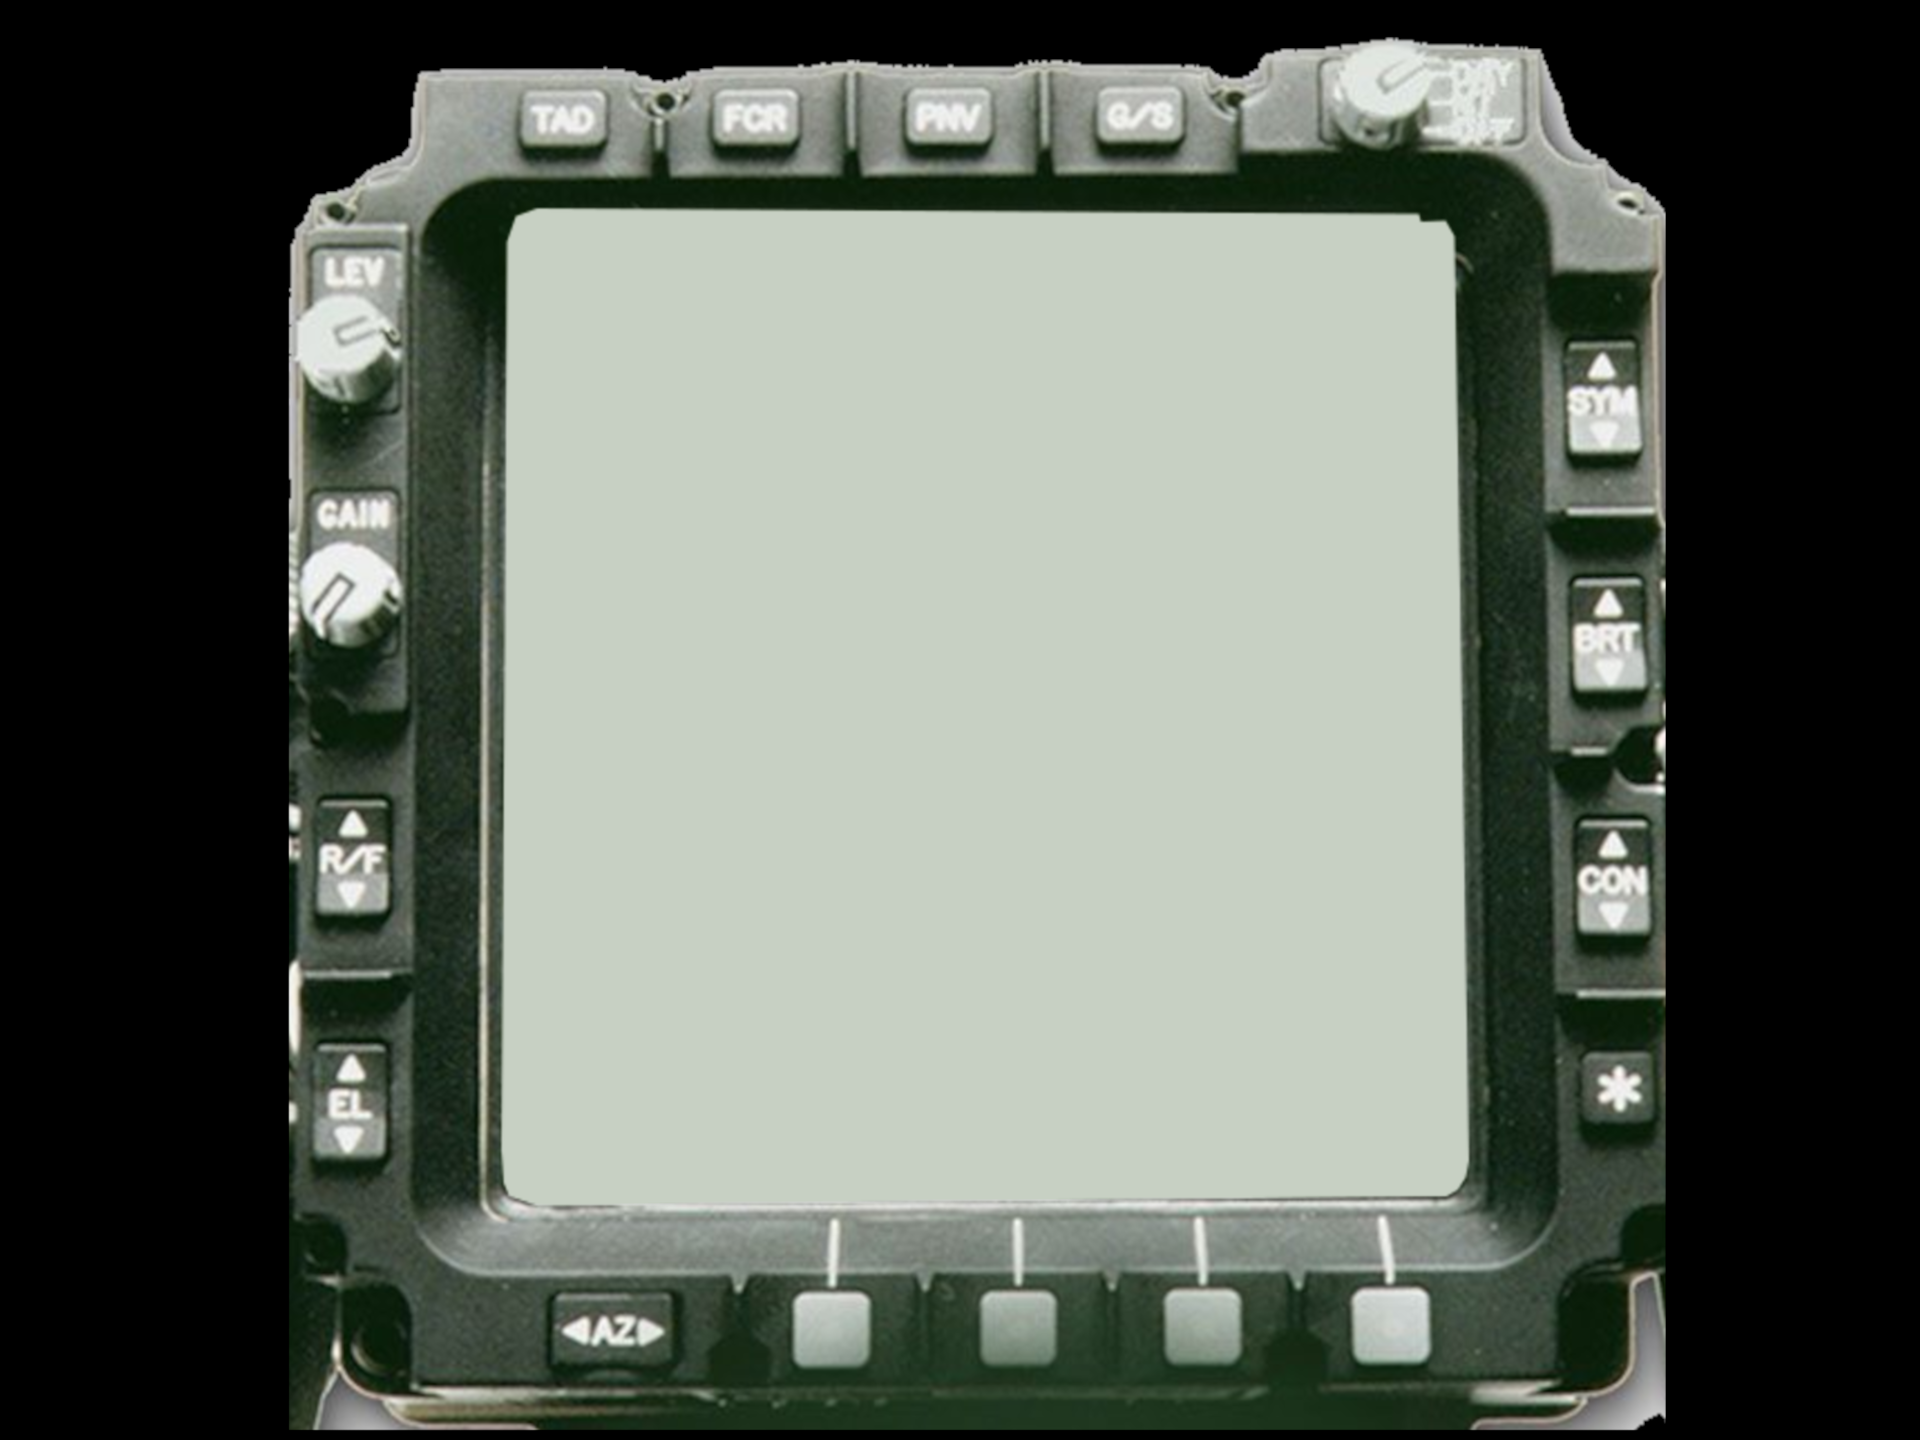 TAD FCR PNV G/S
DAY
NT
OFF
LEV
SYM
GAIN
BRT
R/F
CON
EL
*
AZ